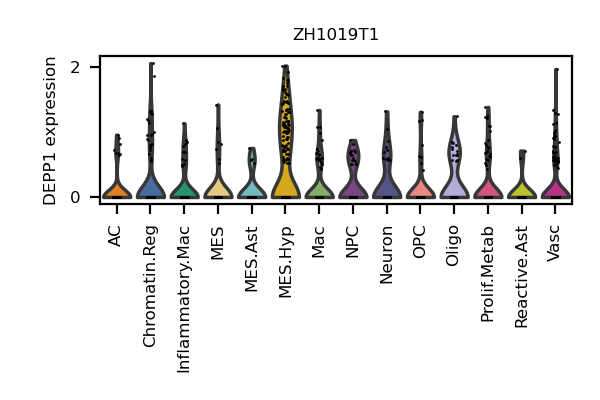 ZH1019T1
DEPP1 expression
2
0
AC
Chromatin.Reg
Inflammatory.Mac
MES
MES.Ast
MES.Hyp
Mac
NPC
Neuron
OPC
Oligo
Prolif.Metab
Reactive.Ast
Vasc